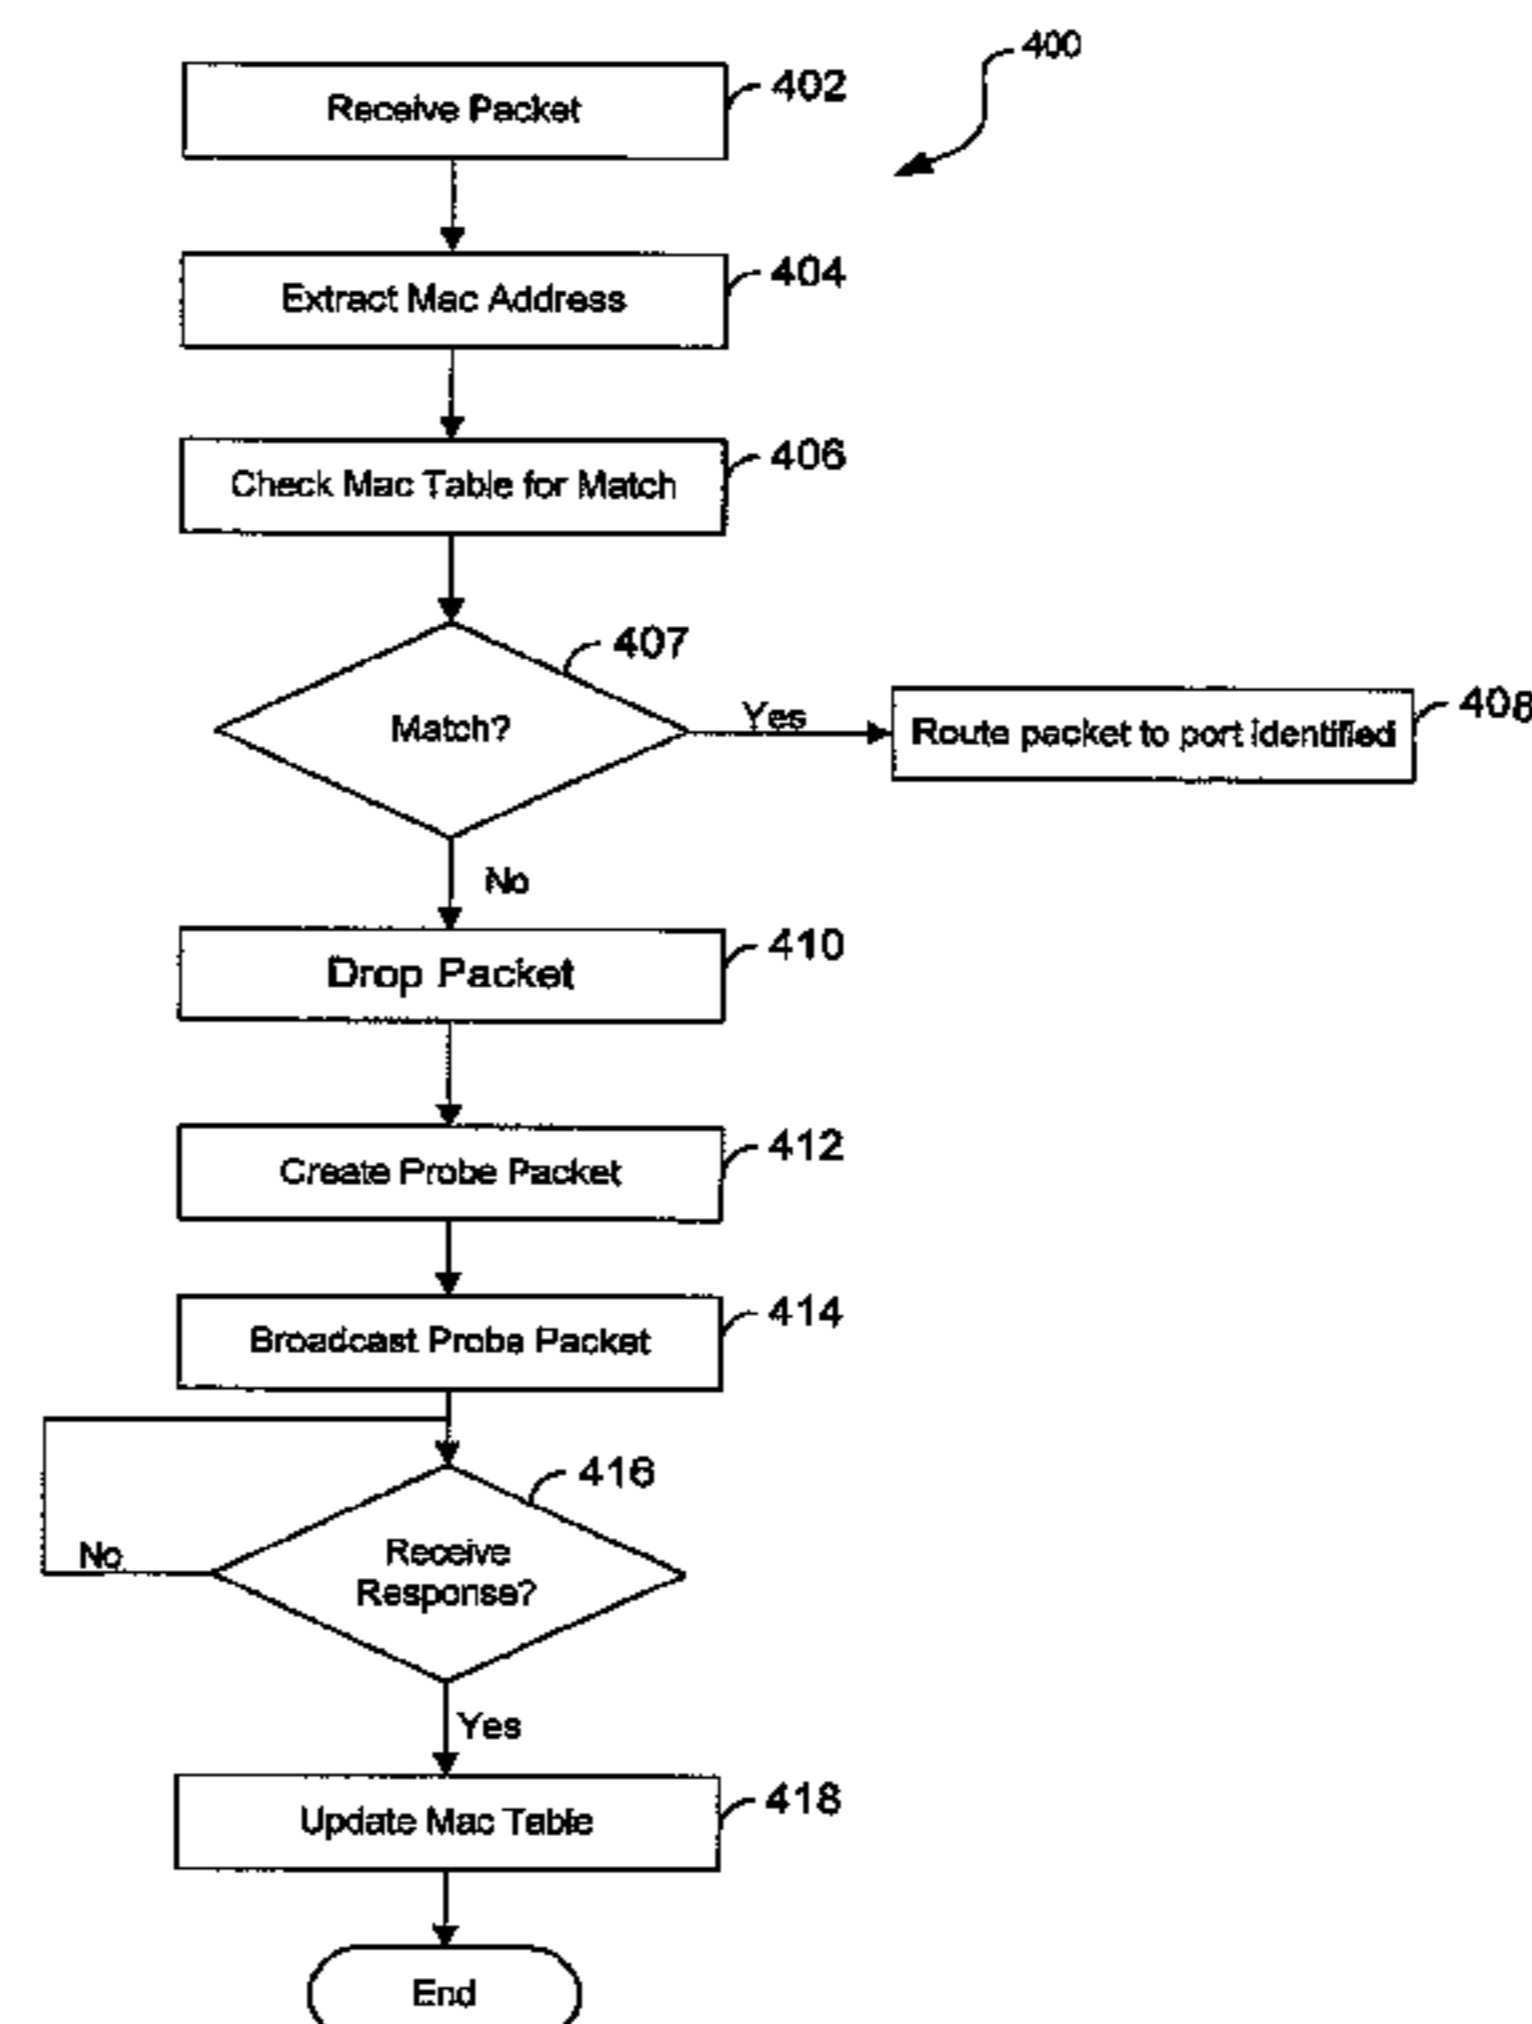 400
Receive Packet
402
Extract Mac Address
404
Check Mac Table for Match
406
Match?
407
Yes
Route packet to port identified
408
No
Drop Packet
410
Create Probe Packet
412
Broadcast Probe Packet
414
Receive
Response?
416
No
Yes
Update Mac Table
418
End